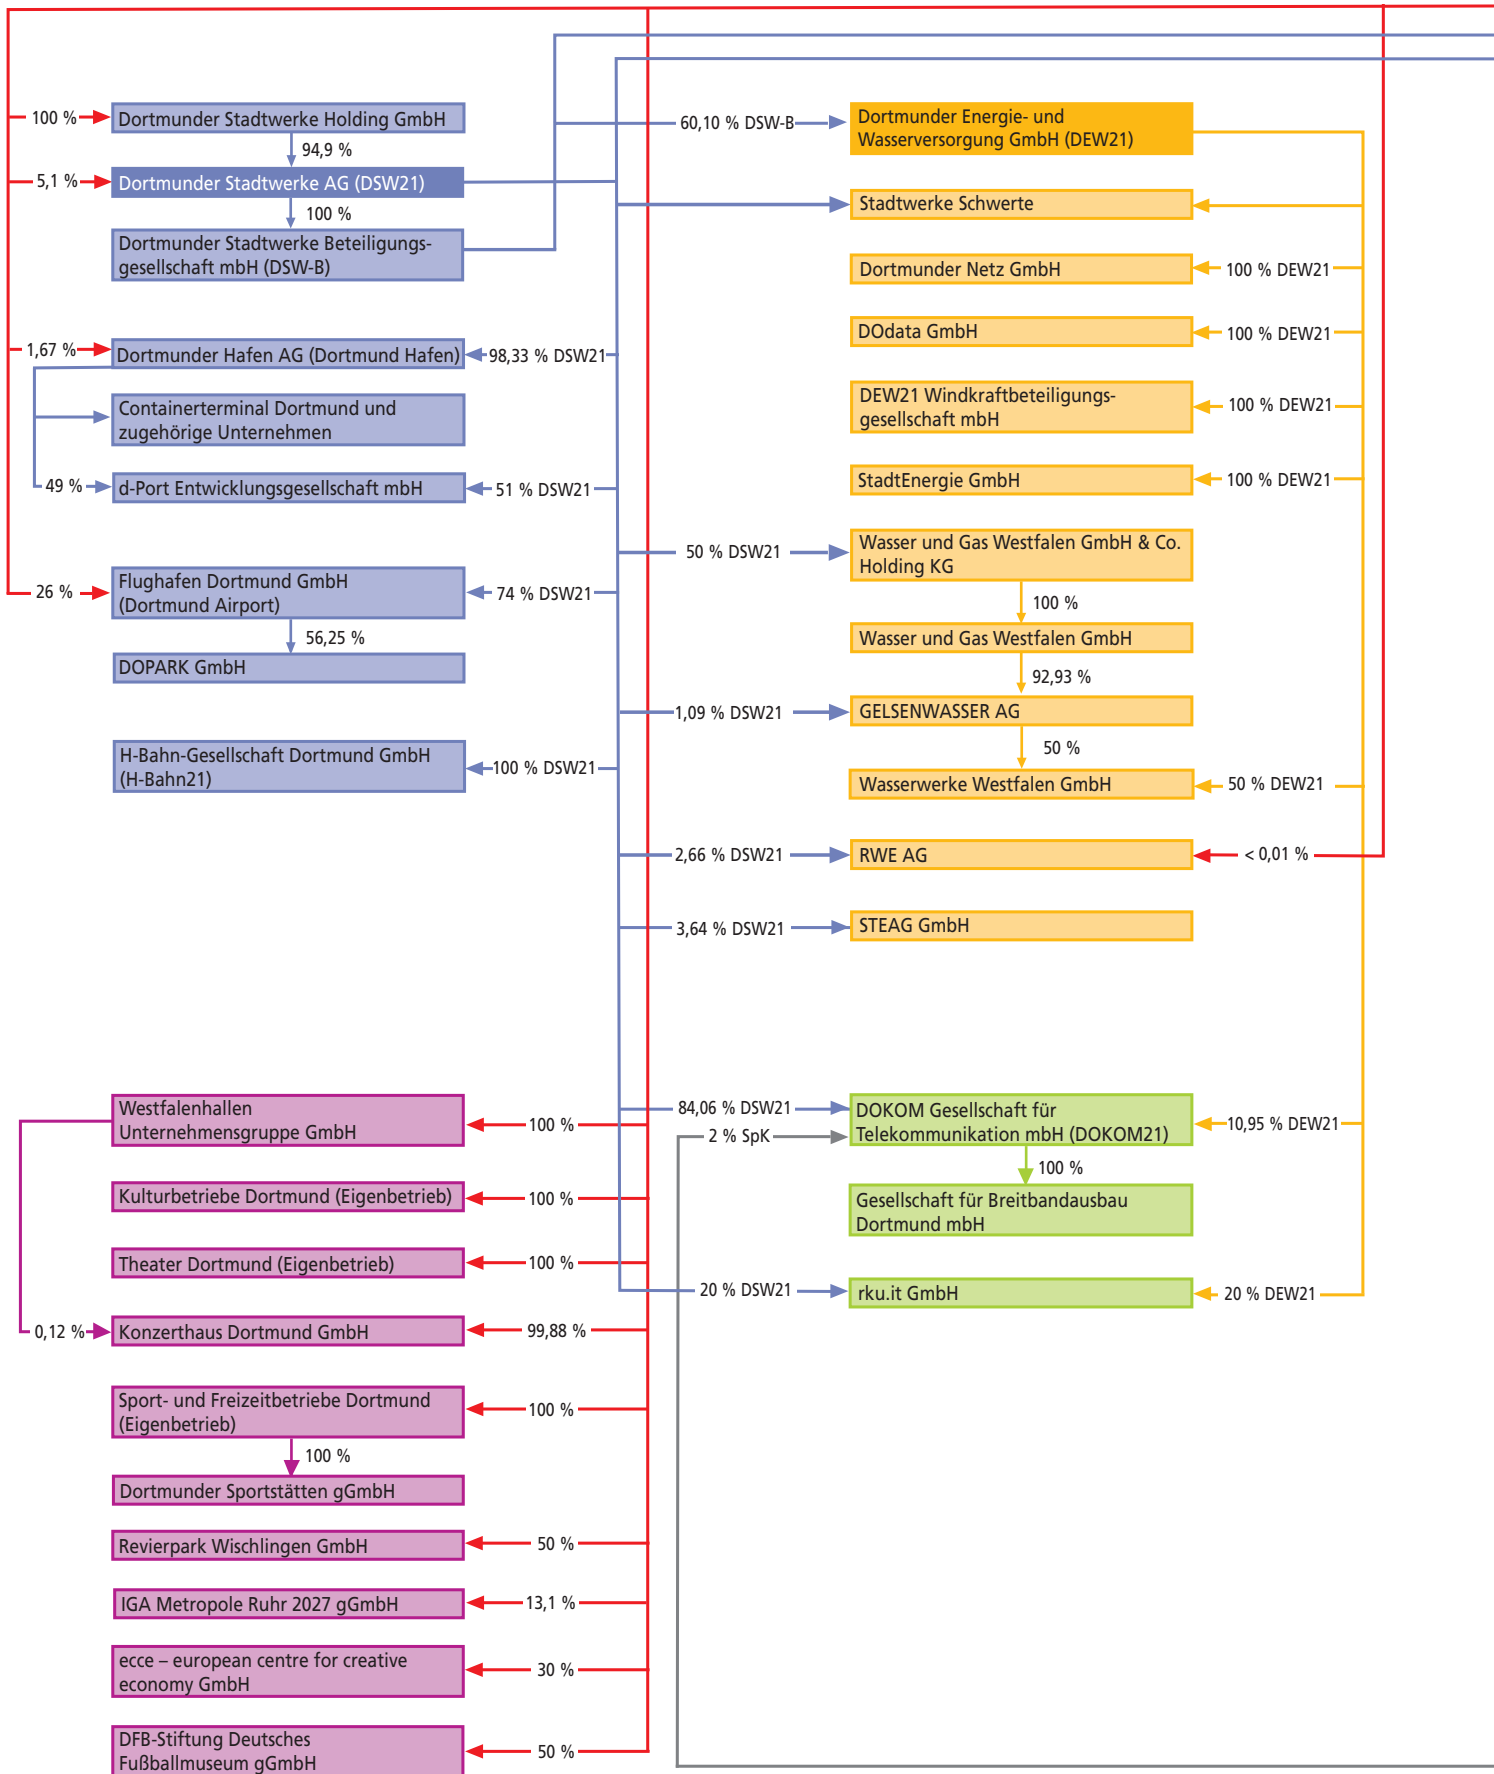 100 %
Dortmunder Stadtwerke Holding GmbH
94,9 %
5,1 %
Dortmunder Stadtwerke AG (DSW21)
100 %
Dortmunder Stadtwerke Beteiligungs-
gesellschaft mbH (DSW-B)
1,67 %
Dortmunder Hafen AG (Dortmund Hafen)
98,33 % DSW21
Containerterminal Dortmund und
zugehörige Unternehmen
49 %
d-Port Entwicklungsgesellschaft mbH
51 % DSW21
26 %
Flughafen Dortmund GmbH
(Dortmund Airport)
74 % DSW21
56,25 %
DOPARK GmbH
H-Bahn-Gesellschaft Dortmund GmbH
(H-Bahn21)
100 % DSW21
60,10 % DSW-B
Dortmunder Energie- und
Wasserversorgung GmbH (DEW21)
Stadtwerke Schwerte
Dortmunder Netz GmbH
100 % DEW21
DOdata GmbH
100 % DEW21
DEW21 Windkraftbeteiligungs-
gesellschaft mbH
100 % DEW21
StadtEnergie GmbH
100 % DEW21
50 % DSW21
Wasser und Gas Westfalen GmbH & Co.
Holding KG
100 %
Wasser und Gas Westfalen GmbH
92,93 %
1,09 % DSW21
GELSENWASSER AG
50 %
Wasserwerke Westfalen GmbH
50 % DEW21
2,66 % DSW21
RWE AG
< 0,01 %
3,64 % DSW21
STEAG GmbH
Westfalenhallen
Unternehmensgruppe GmbH
100 %
Kulturbetriebe Dortmund (Eigenbetrieb)
100 %
Theater Dortmund (Eigenbetrieb)
100 %
0,12 %
Konzerthaus Dortmund GmbH
99,88 %
Sport- und Freizeitbetriebe Dortmund
(Eigenbetrieb)
100 %
100 %
Dortmunder Sportstätten gGmbH
Revierpark Wischlingen GmbH
50 %
IGA Metropole Ruhr 2027 gGmbH
13,1 %
ecce – european centre for creative
economy GmbH
30 %
DFB-Stiftung Deutsches
Fußballmuseum gGmbH
50 %
84,06 % DSW21
2 % SpK
DOKOM Gesellschaft für
Telekommunikation mbH (DOKOM21)
10,95 % DEW21
100 %
Gesellschaft für Breitbandausbau
Dortmund mbH
20 % DSW21
rku.it GmbH
20 % DEW21